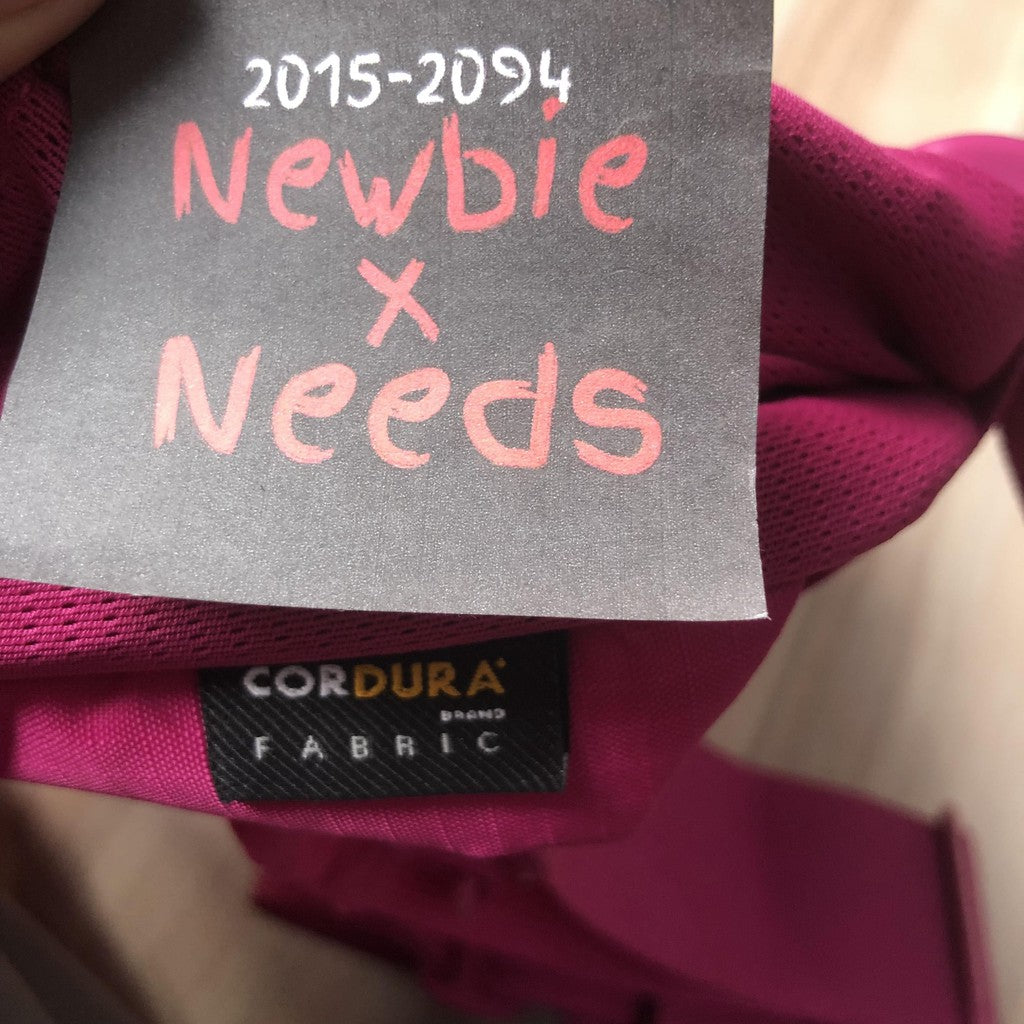 2015-2094
Newbie
x
Needs
CORDURA
BRAND
FABRIC